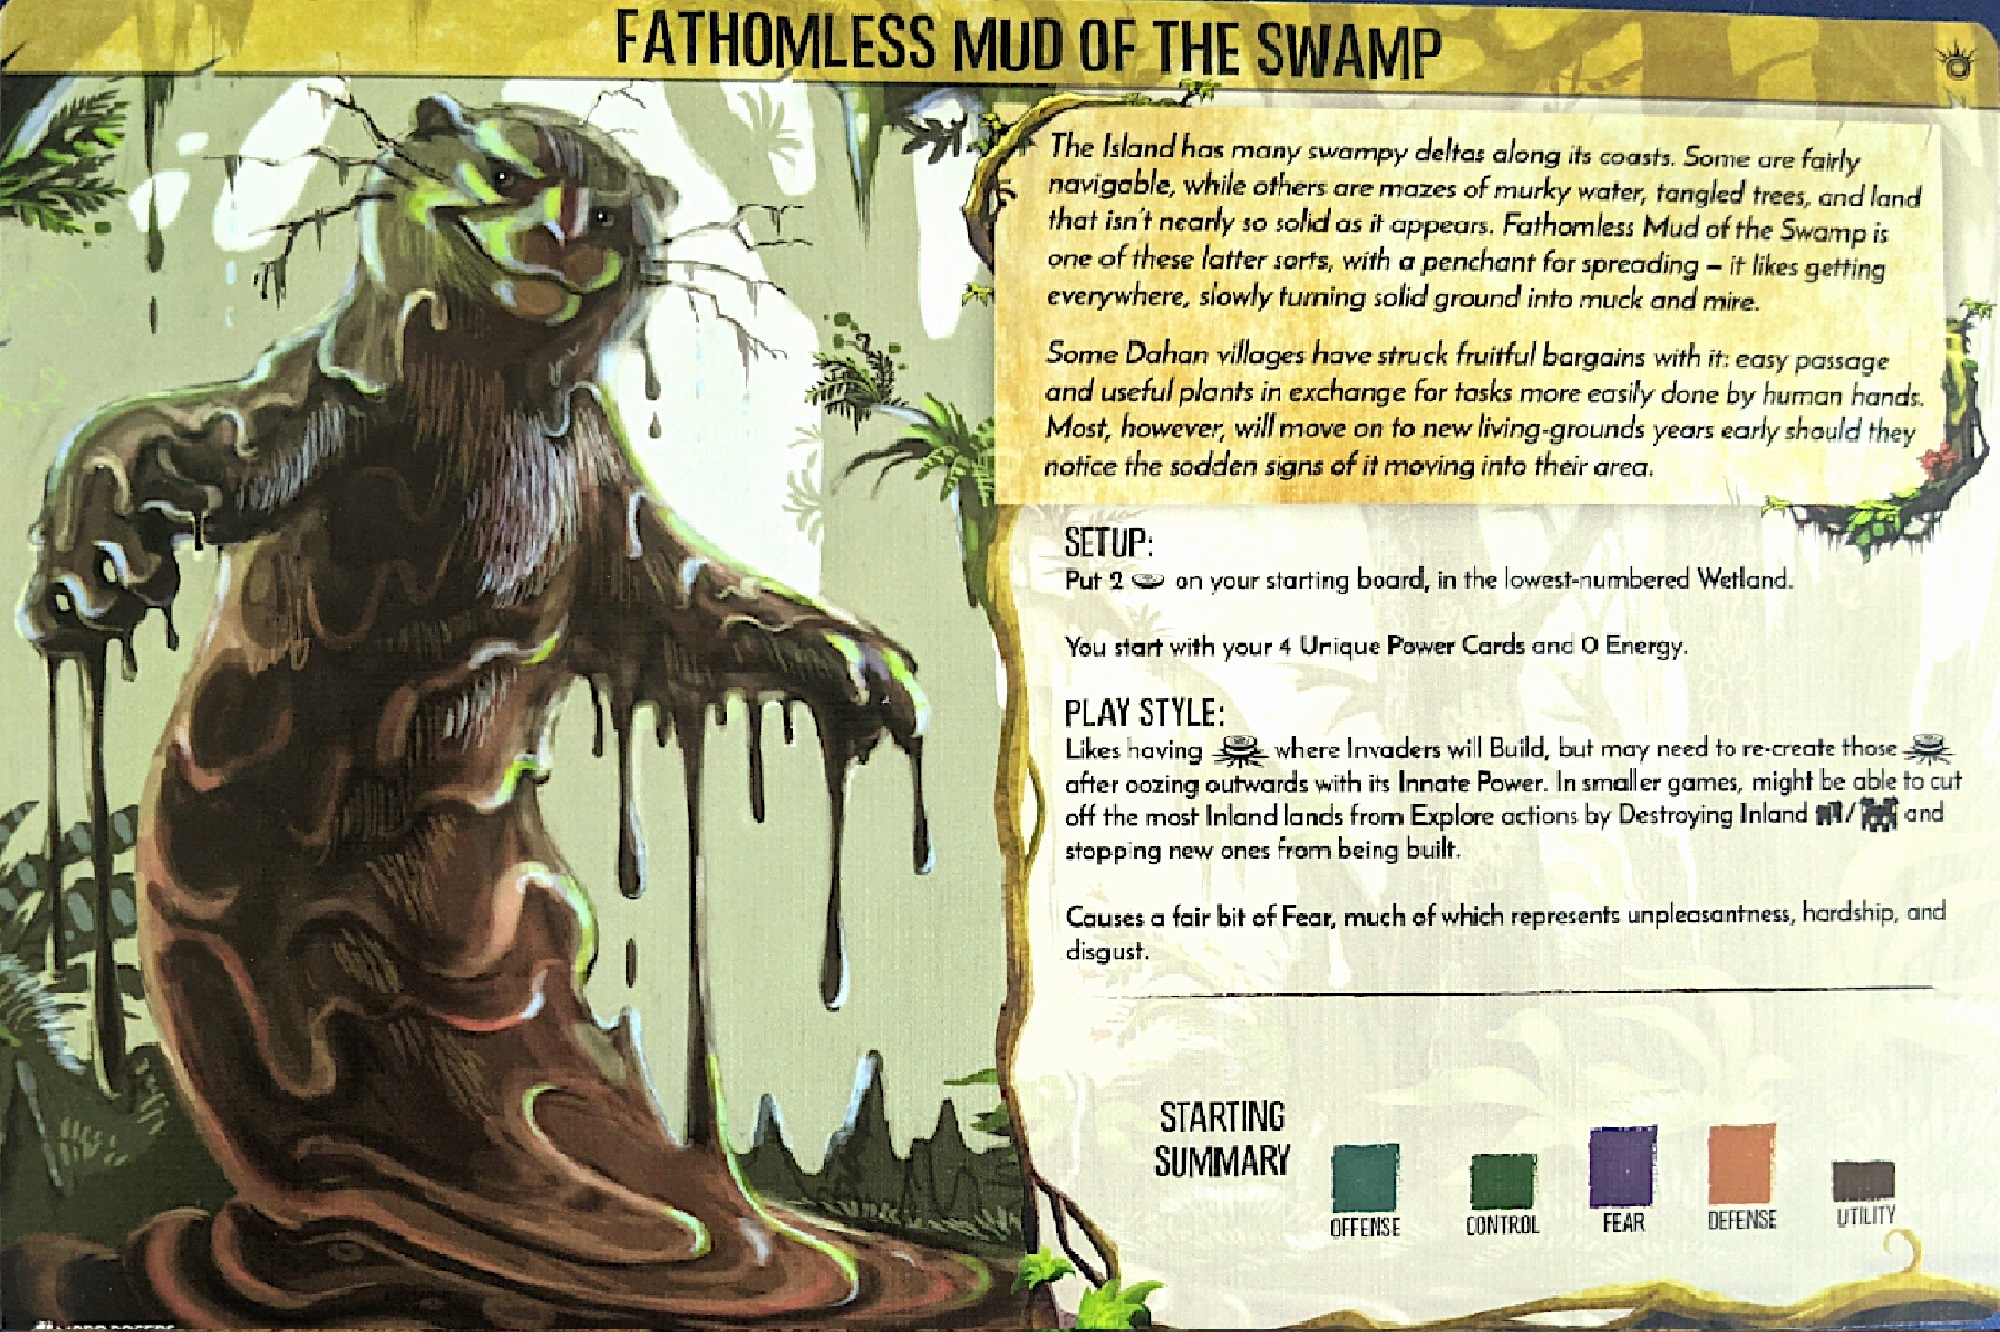 FATHOMLESS MUD OF THE SWAMP
The Island has many swampy deltas along its coasts. Some are fairly
navigable, while others are mazes of murky water, tangled trees, and land
that isn't nearly so solid as it appears. Fathomless Mud of the Swamp is
one of these latter sorts, with a penchant for spreading – it likes getting
everywhere, slowly turning solid ground into muck and mire.
Some Dahan villages have struck fruitful bargains with it: easy passage
and useful plants in exchange for tasks more easily done by human hands.
Most, however, will move on to new living-grounds years early should they
notice the sodden signs of it moving into their area.
SETUP:
Put 2 on your starting board, in the lowest-numbered Wetland.
You start with your 4 Unique Power Cards and 0 Energy.
PLAY STYLE:
Likes having where Invaders will Build, but may need to re-create those
after oozing outwards with its Innate Power. In smaller games, might be able to cut
off the most Inland lands from Explore actions by Destroying Inland / and
stopping new ones from being built.
Causes a fair bit of Fear, much of which represents unpleasantness, hardship, and
disgust.
STARTING
SUMMARY
OFFENSE
CONTROL
FEAR
DEFENSE
UTILITY